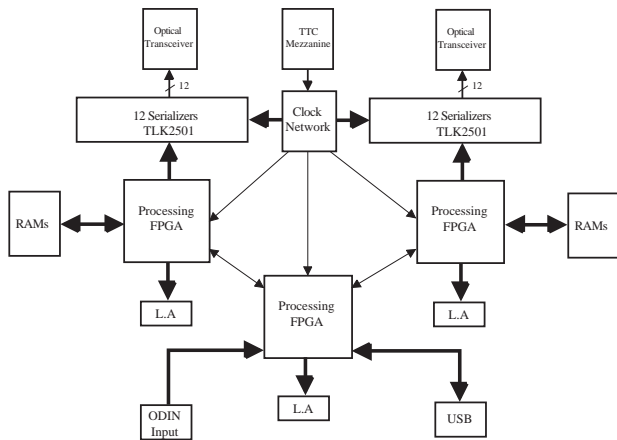 Optical
Transceiver
TTC
Mezzanine
Optical
Transceiver
12
12
12 Serializers
TLK2501
Clock
Network
12 Serializers
TLK2501
RAMs
Processing
FPGA
Processing
FPGA
RAMs
L.A
Processing
FPGA
L.A
ODIN
Input
L.A
USB